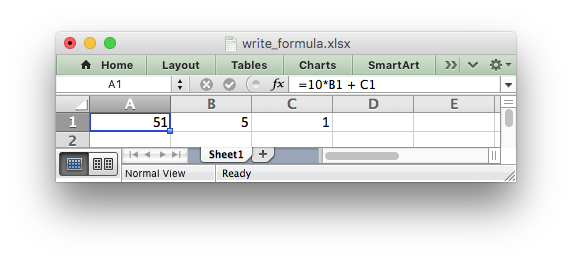 write_formula.xlsx
Home Layout Tables Charts SmartArt >>
A1 fx =10*B1 + C1
A B C D E
1 51 5 1
2
Sheet1 +
Normal View Ready